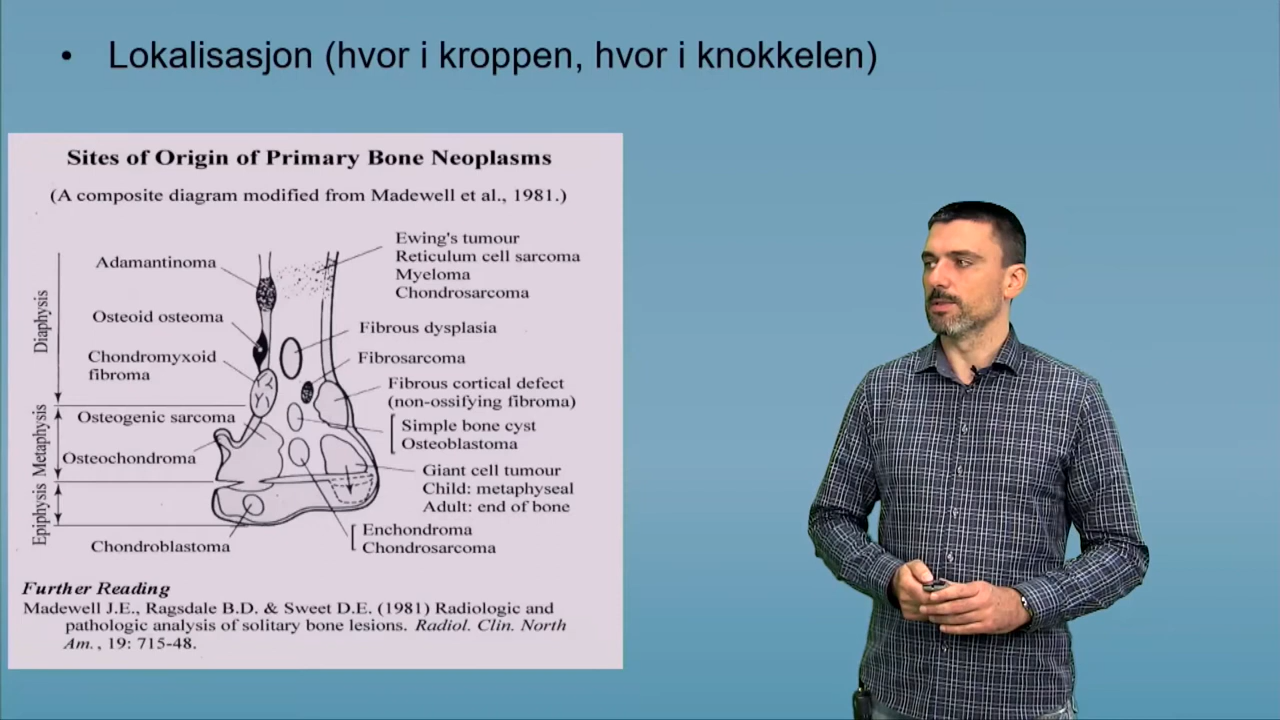 • Lokalisasjon (hvor i kroppen, hvor i knokkelen)
Sites of Origin of Primary Bone Neoplasms
(A composite diagram modified from Madewell et al., 1981.)
Diaphysis
Metaphysis
Epiphysis
Adamantinoma
Osteoid osteoma
Chondromyxoid
fibroma
Osteogenic sarcoma
Osteochondroma
Chondroblastoma
Ewing's tumour
Reticulum cell sarcoma
Myeloma
Chondrosarcoma
Fibrous dysplasia
Fibrosarcoma
Fibrous cortical defect
(non-ossifying fibroma)
Simple bone cyst
Osteoblastoma
Giant cell tumour
Child: metaphyseal
Adult: end of bone
Enchondroma
Chondrosarcoma
Further Reading
Madewell J.E., Ragsdale B.D. & Sweet D.E. (1981) Radiologic and
pathologic analysis of solitary bone lesions. Radiol. Clin. North
Am., 19: 715-48.